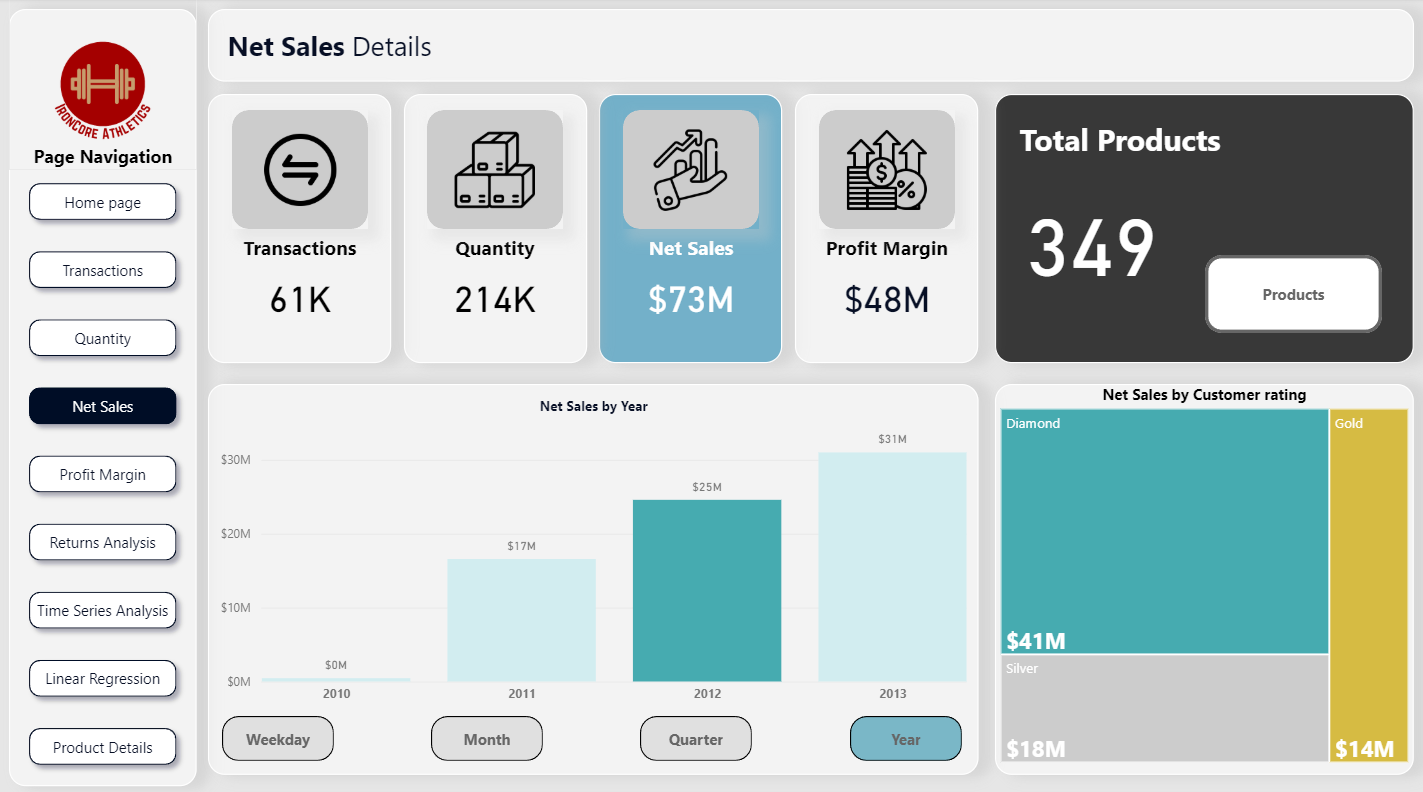 IronCore Athletics
Page Navigation
Home page
Transactions
Quantity
Net Sales
Profit Margin
Returns Analysis
Time Series Analysis
Linear Regression
Product Details
Net Sales Details
Transactions
61K
Quantity
214K
Net Sales
$73M
Profit Margin
$48M
Total Products
349
Products
Net Sales by Year
$30M
$20M
$10M
$0M
$0M
$17M
$25M
$31M
2010
2011
2012
2013
Weekday
Month
Quarter
Year
Net Sales by Customer rating
Diamond
$41M
Silver
$18M
Gold
$14M